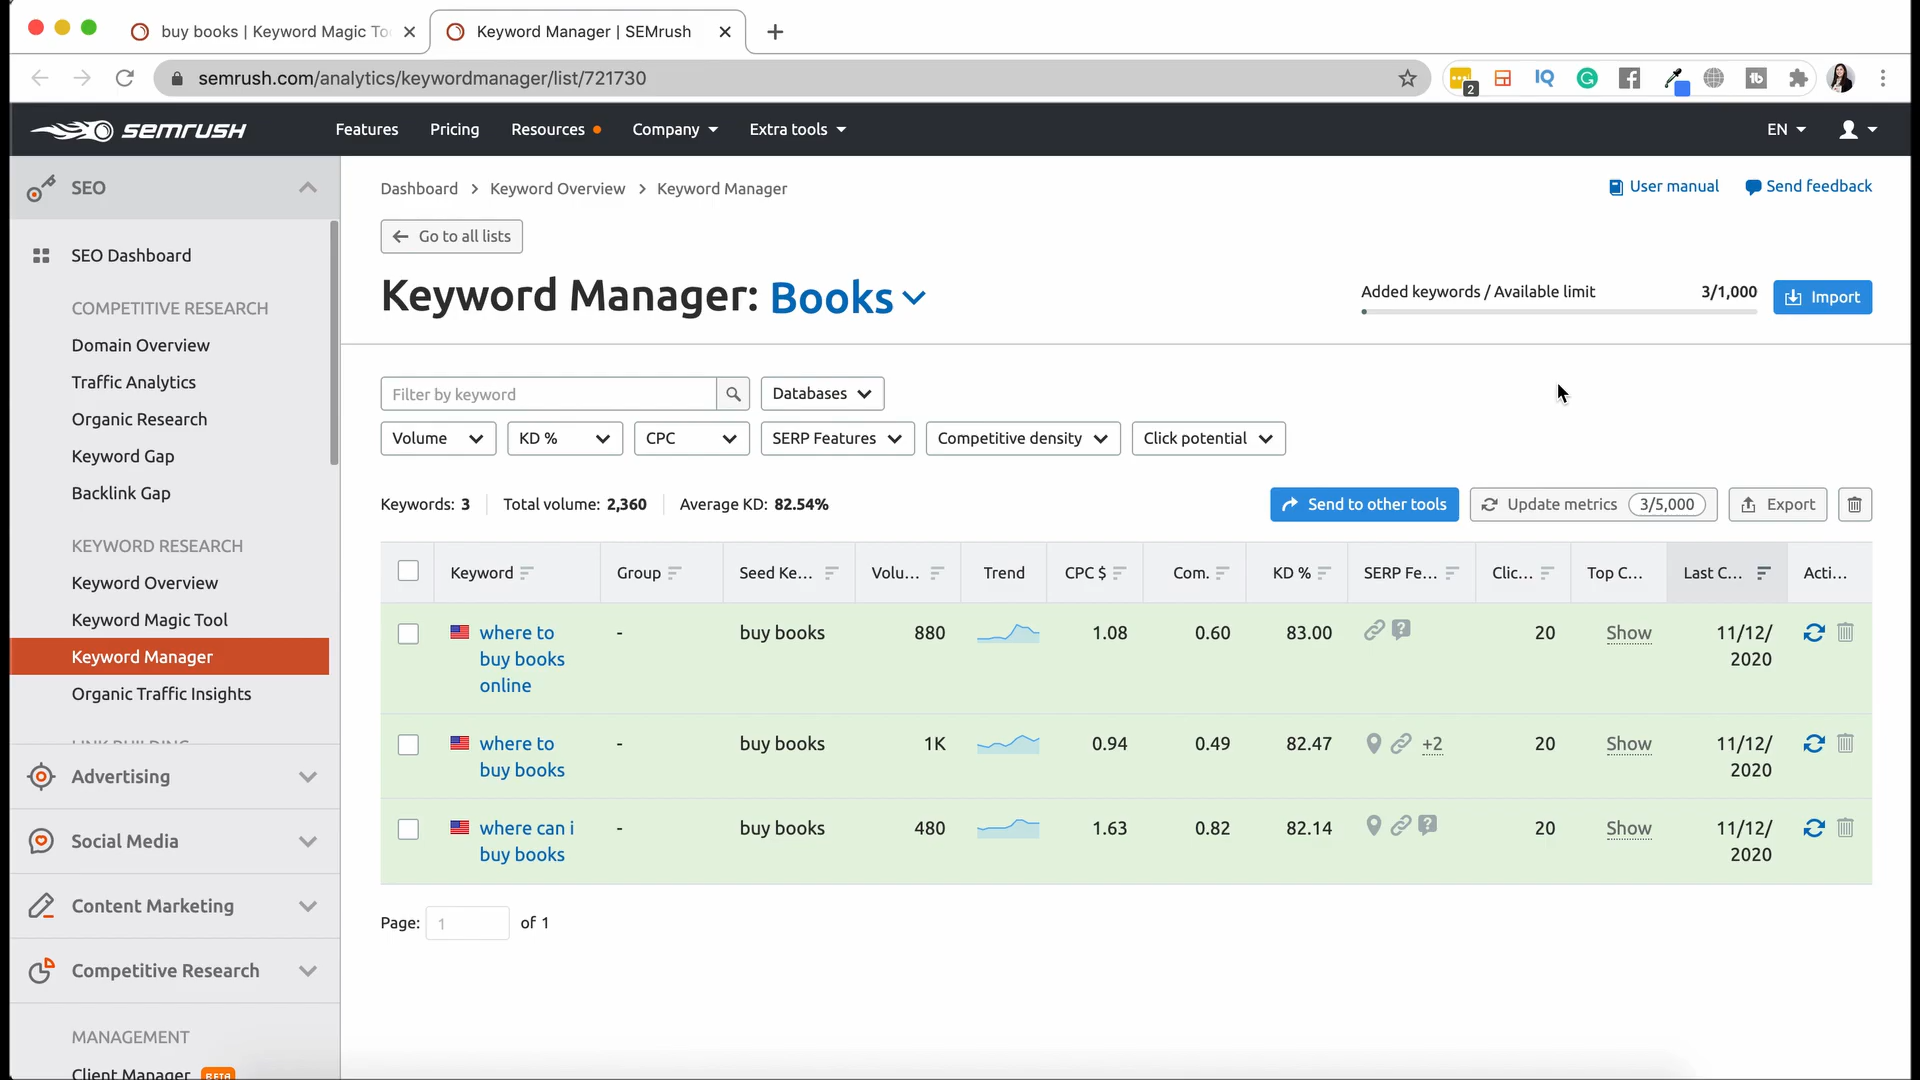 buy books | Keyword Magic To
Keyword Manager | SEMrush
semrush.com/analytics/keywordmanager/list/721730
IQ
2
tb
SEMRUSH
Features
Pricing
Resources
Company
Extra tools
EN
SEO
SEO Dashboard
COMPETITIVE RESEARCH
Domain Overview
Traffic Analytics
Organic Research
Keyword Gap
Backlink Gap
KEYWORD RESEARCH
Keyword Overview
Keyword Magic Tool
Keyword Manager
Organic Traffic Insights
LINK BUILDING
Advertising
Social Media
Content Marketing
Competitive Research
MANAGEMENT
Client Manager BETA
Dashboard > Keyword Overview > Keyword Manager
User manual
Send feedback
Go to all lists
Keyword Manager: Books
Added keywords / Available limit 3/1,000
Import
Filter by keyword
Databases
Volume
KD %
CPC
SERP Features
Competitive density
Click potential
Keywords: 3
Total volume: 2,360
Average KD: 82.54%
Send to other tools
Update metrics 3/5,000
Export
Keyword Group Seed Ke... Volu... Trend CPC $ Com. KD % SERP Fe... Clic... Top C... Last C... Acti...
where to - buy books 880 1.08 0.60 83.00 20 Show 11/12/
buy books 2020
online
where to - buy books 1K 0.94 0.49 82.47 +2 20 Show 11/12/
buy books 2020
where can i - buy books 480 1.63 0.82 82.14 20 Show 11/12/
buy books 2020
Page: 1 of 1